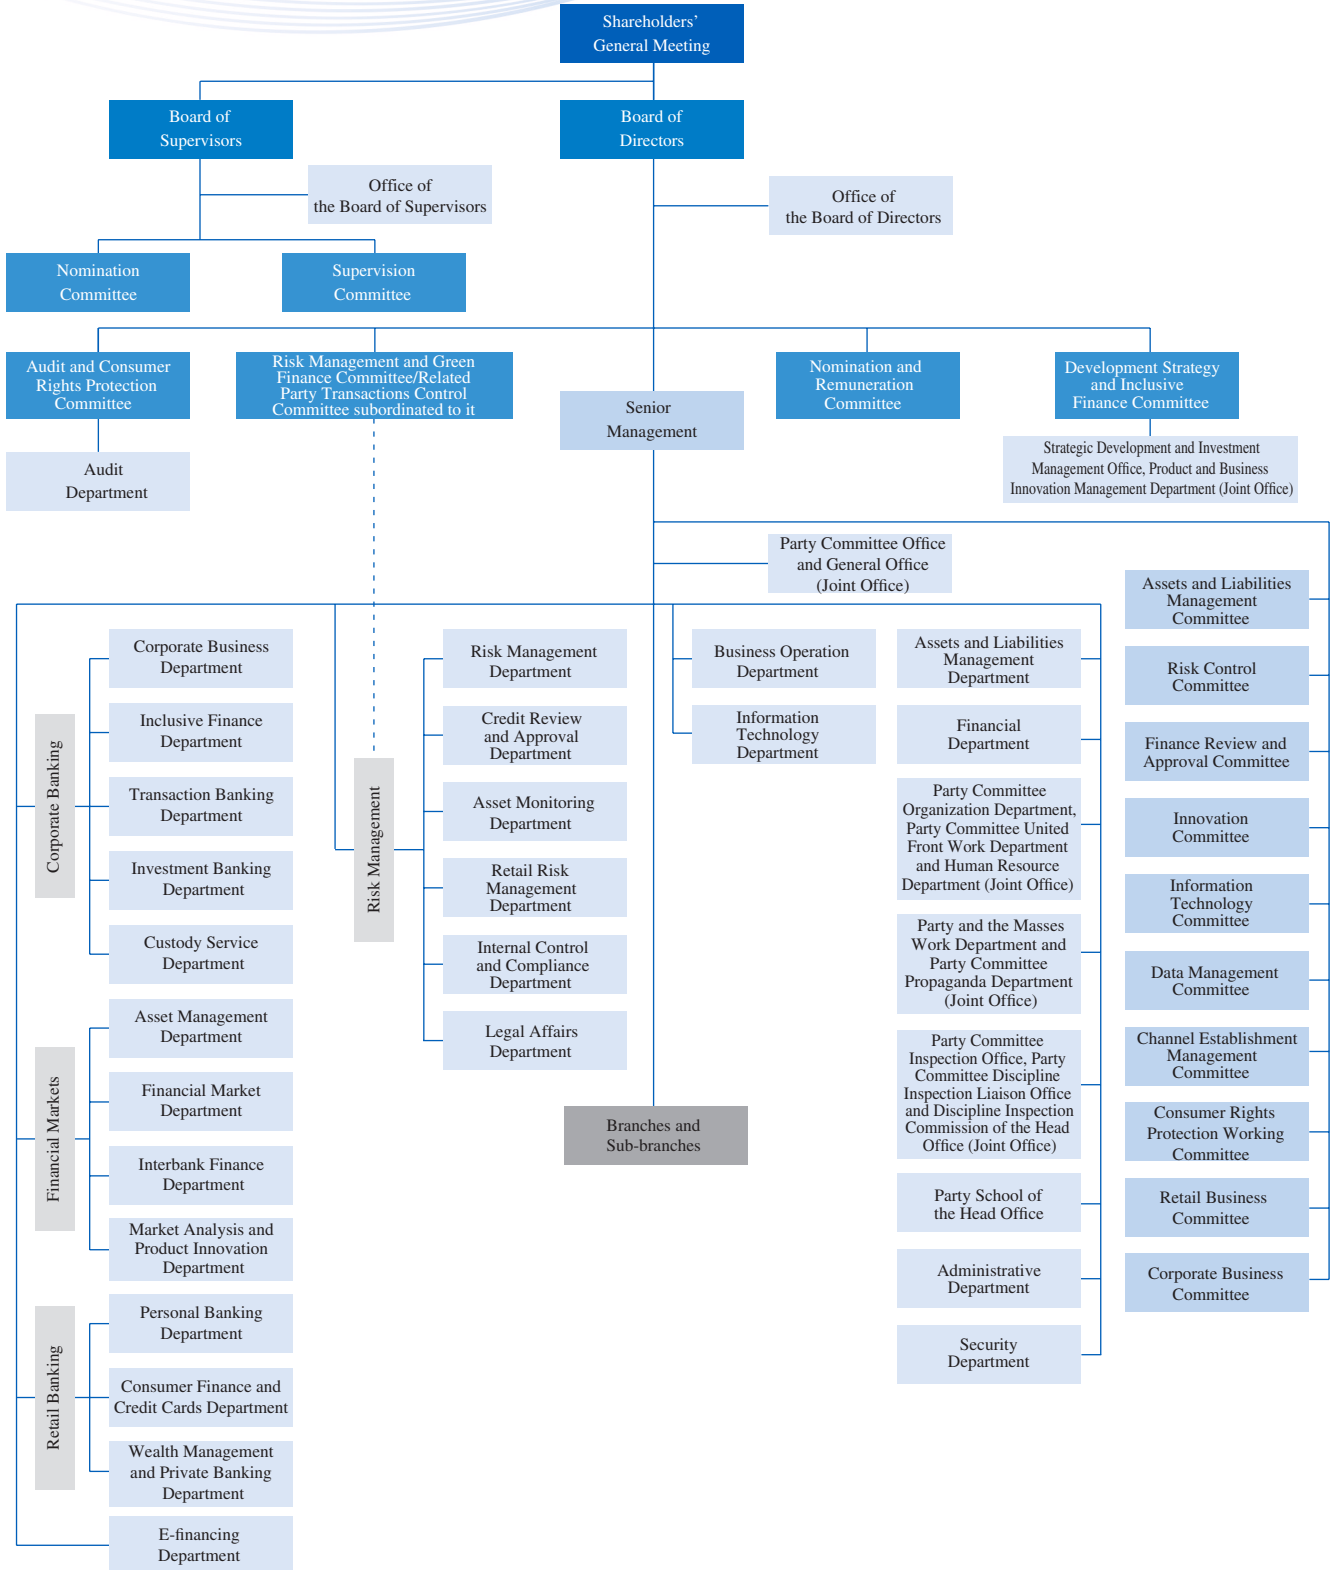 Shareholders'
General Meeting
Board of
Supervisors
Board of
Directors
Office of
the Board of Supervisors
Office of
the Board of Directors
Nomination
Committee
Supervision
Committee
Audit and Consumer
Rights Protection
Committee
Risk Management and Green
Finance Committee/Related
Party Transactions Control
Committee subordinated to it
Nomination and
Remuneration
Committee
Development Strategy
and Inclusive
Finance Committee
Senior
Management
Audit
Department
Strategic Development and Investment
Management Office, Product and Business
Innovation Management Department (Joint Office)
Party Committee Office
and General Office
(Joint Office)
Corporate Banking
Corporate Business
Department
Inclusive Finance
Department
Transaction Banking
Department
Investment Banking
Department
Custody Service
Department
Financial Markets
Asset Management
Department
Financial Market
Department
Interbank Finance
Department
Market Analysis and
Product Innovation
Department
Retail Banking
Personal Banking
Department
Consumer Finance and
Credit Cards Department
Wealth Management
and Private Banking
Department
E-financing
Department
Risk Management
Risk Management
Department
Credit Review
and Approval
Department
Asset Monitoring
Department
Retail Risk
Management
Department
Internal Control
and Compliance
Department
Legal Affairs
Department
Branches and
Sub-branches
Business Operation
Department
Information
Technology
Department
Assets and Liabilities
Management
Department
Financial
Department
Party Committee
Organization Department,
Party Committee United
Front Work Department
and Human Resource
Department (Joint Office)
Party and the Masses
Work Department and
Party Committee
Propaganda Department
(Joint Office)
Party Committee
Inspection Office, Party
Committee Discipline
Inspection Liaison Office
and Discipline Inspection
Commission of the Head
Office (Joint Office)
Party School of
the Head Office
Administrative
Department
Security
Department
Assets and Liabilities
Management
Committee
Risk Control
Committee
Finance Review and
Approval Committee
Innovation
Committee
Information
Technology
Committee
Data Management
Committee
Channel Establishment
Management
Committee
Consumer Rights
Protection Working
Committee
Retail Business
Committee
Corporate Business
Committee